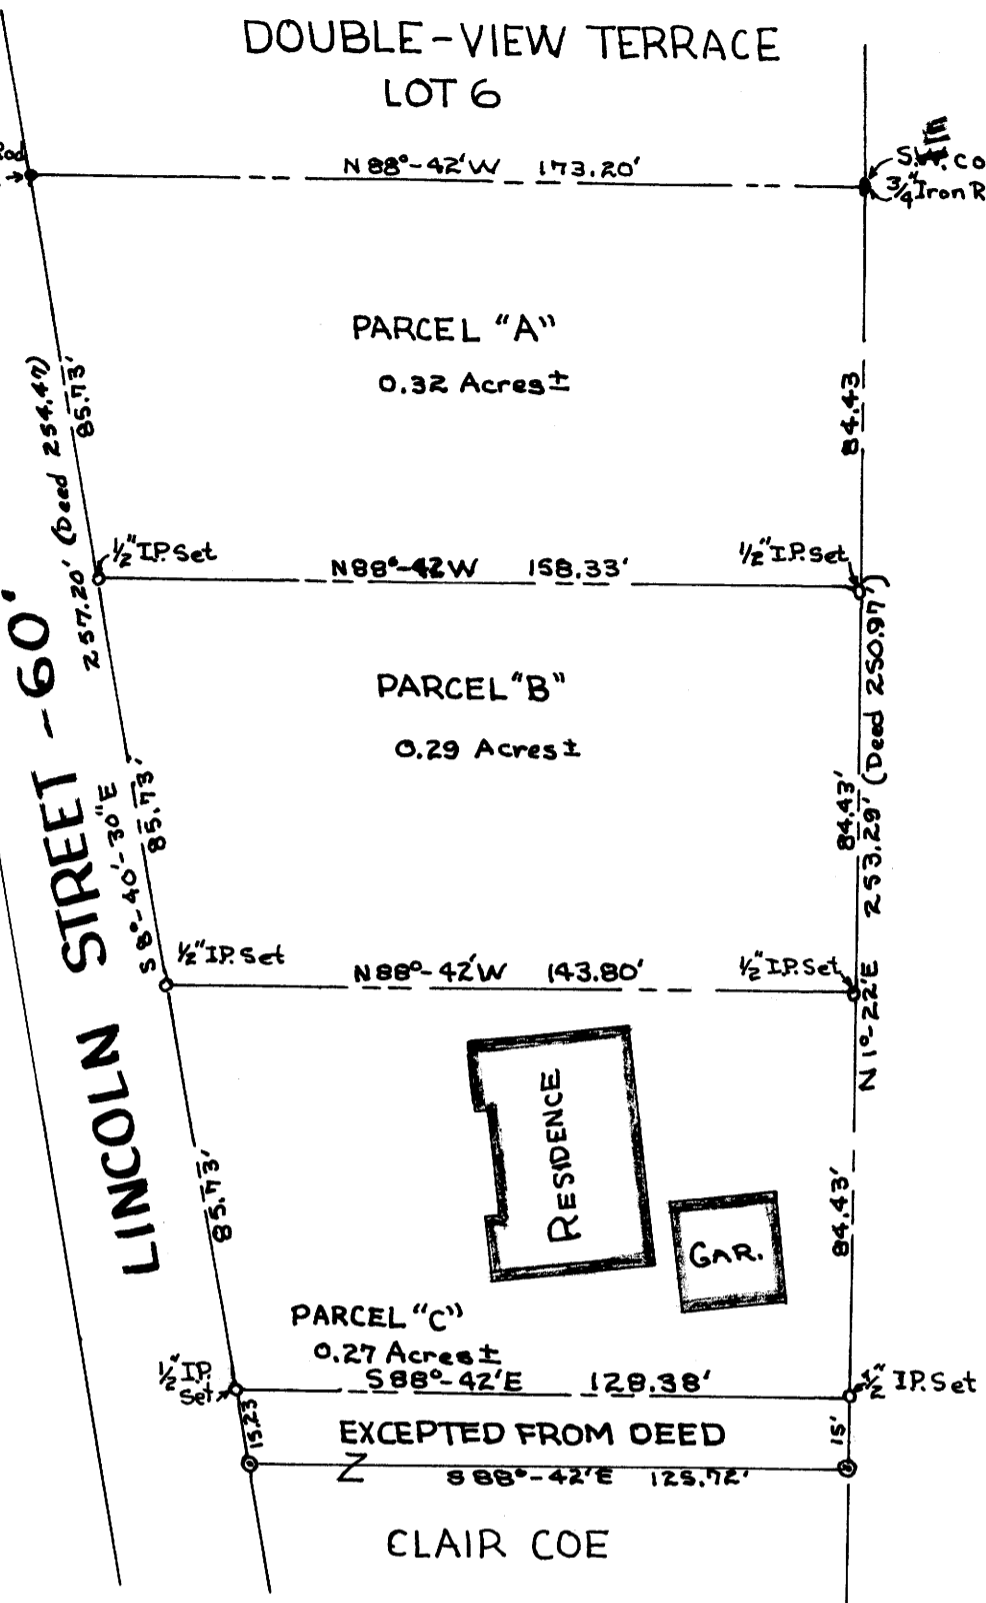 DOUBLE-VIEW TERRACE
LOT 6
Rod
N 88°-42'W 173.20'
S. Co
3/4" Iron R
PARCEL "A"
0.32 Acres ±
85.73'
84.43
257.20' (Deed 254.47)
1/2" I.P. Set
N88°-42W 158.33'
1/2" I.P. Set
PARCEL "B"
0.29 Acres ±
LINCOLN STREET - 60'
S 8°-40'-30"E
85.73'
84.43'
N 1°-22'E 253.29' (Deed 250.97')
1/2" I.P. Set
N88°-42'W 143.80'
1/2" I.P. Set
RESIDENCE
GAR.
85.73'
84.43'
PARCEL "C"
0.27 Acres ±
1/2" I.P.
Set
S88°-42'E 128.38'
1/2" I.P. Set
15.23
EXCEPTED FROM DEED
15'
Z
S 88°-42'E 125.72'
CLAIR COE